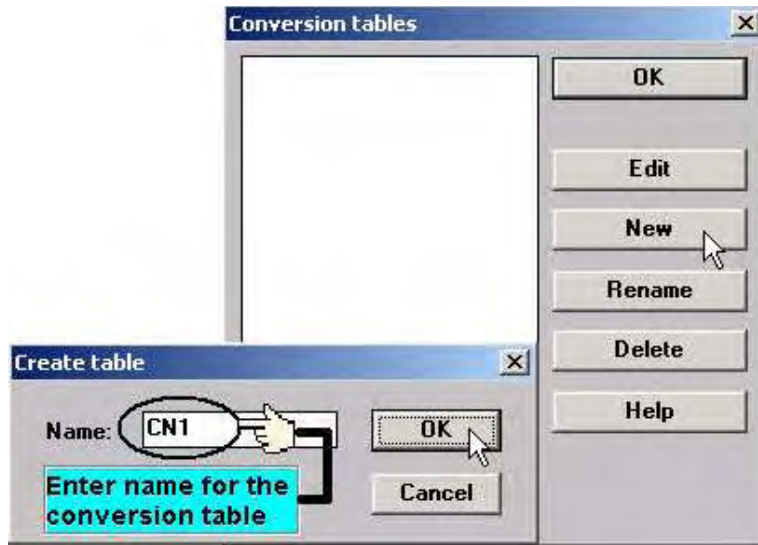 Conversion tables
OK
Edit
New
Rename
Delete
Help
Create table
Name: CN1
OK
Cancel
Enter name for the
conversion table